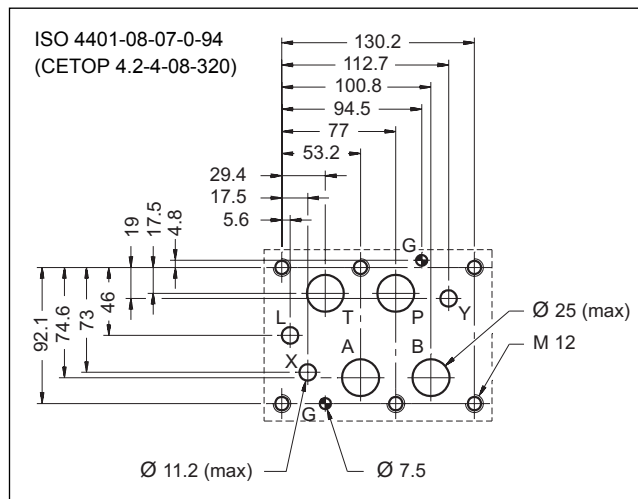 ISO 4401-08-07-0-94
(CETOP 4.2-4-08-320)
130.2
112.7
100.8
94.5
77
53.2
29.4
17.5
5.6
19
17.5
4.8
92.1
74.6
73
46
G
T
P
Y
L
A
B
X
G
Ø 25 (max)
M 12
Ø 11.2 (max)
Ø 7.5